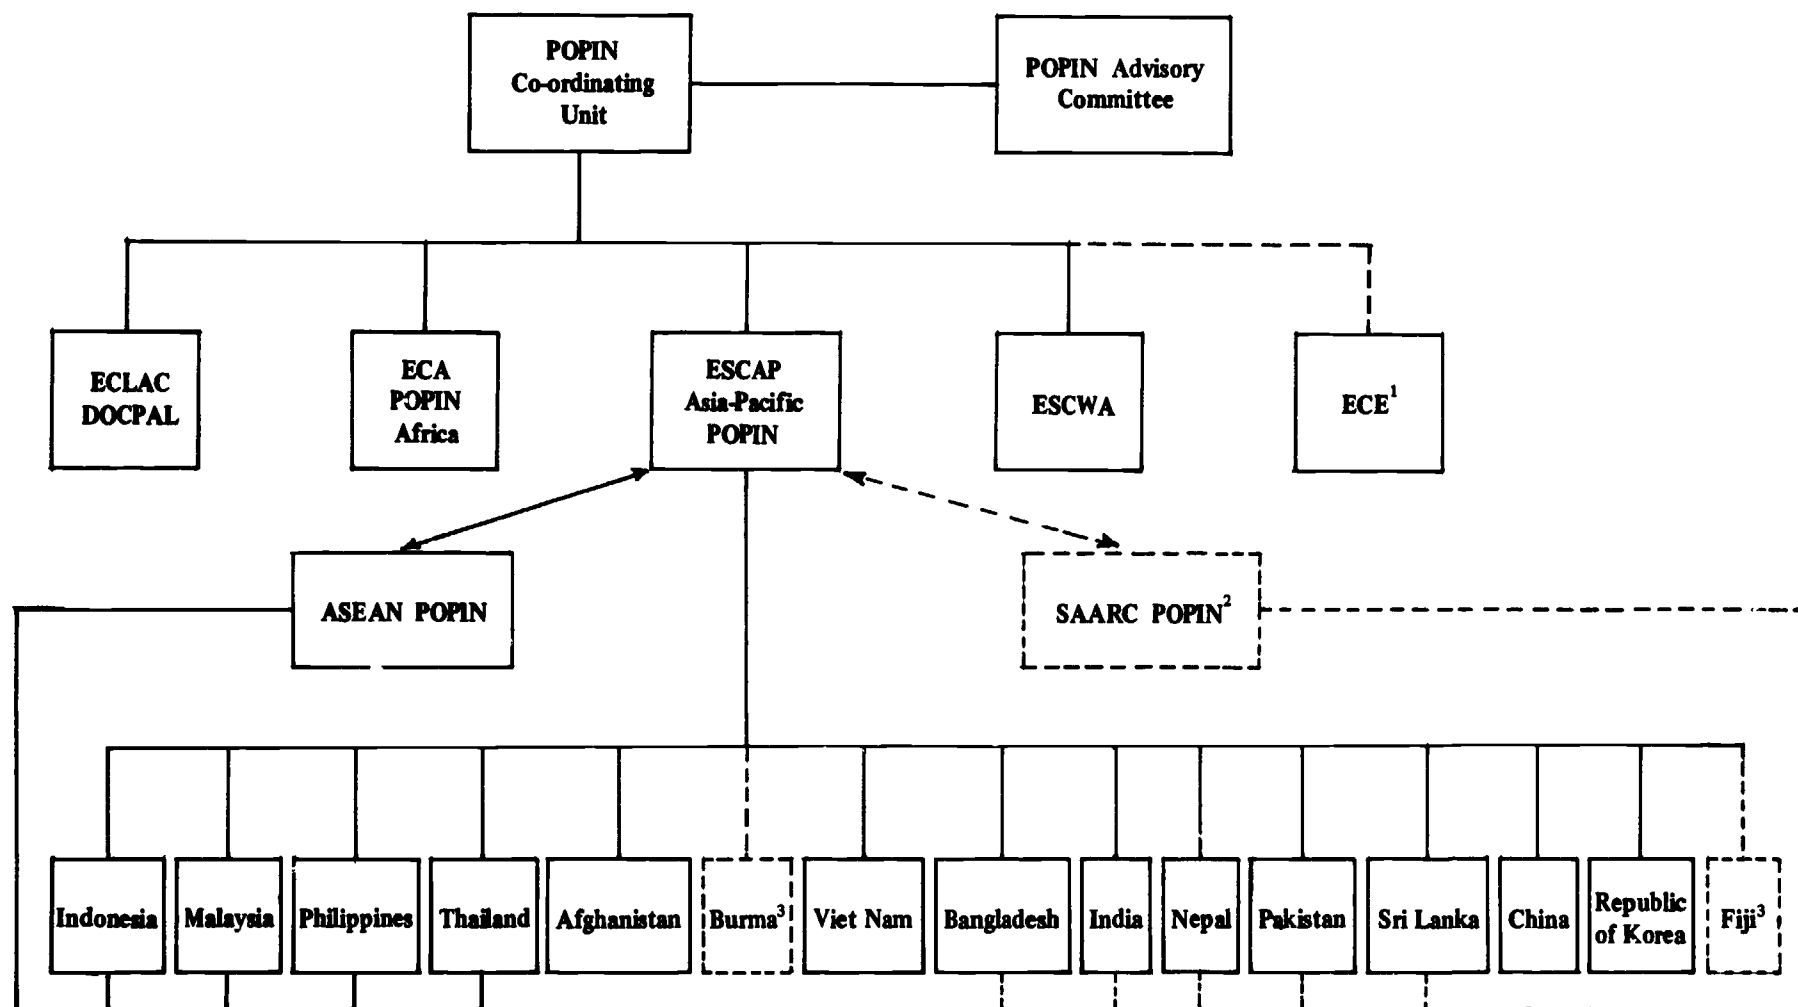 POPIN
Co-ordinating
Unit
POPIN Advisory
Committee
ECLAC
DOCPAL
ECA
POPIN
Africa
ESCAP
Asia-Pacific
POPIN
ESCWA
ECE¹
ASEAN POPIN
SAARC POPIN²
Indonesia
Malaysia
Philippines
Thailand
Afghanistan
Burma³
Viet Nam
Bangladesh
India
Nepal
Pakistan
Sri Lanka
China
Republic
of Korea
Fiji³